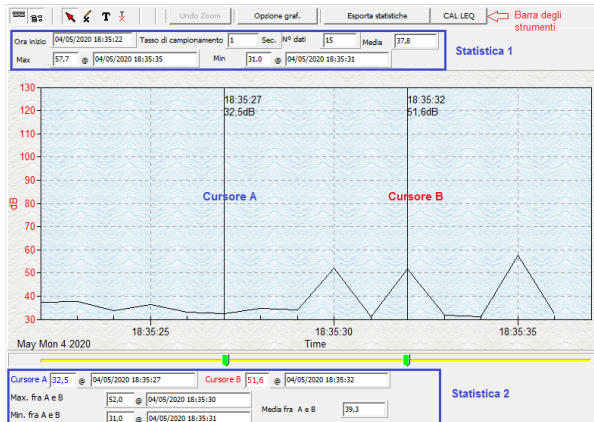 Undo Zoom Opzione graf. Esporta statistiche CAL LEQ Barra degli strumenti
Ora inizio 04/05/2020 18:35:22 Tasso di campionamento 1 Sec. N° dati 15 Media 37,8
Max 57,7 @ 04/05/2020 18:35:35 Min 31,0 @ 04/05/2020 18:35:31
Statistica 1
130
120
110
100
90
80
70
60
50
40
30
dB
18:35:27
32,5dB
18:35:32
51,6dB
Cursore A
Cursore B
18:35:25 18:35:30 18:35:35
May Mon 4 2020 Time
Cursore A 32,5 @ 04/05/2020 18:35:27 Cursore B 51,6 @ 04/05/2020 18:35:32
Max. fra A e B 52,0 @ 04/05/2020 18:35:30
Min. fra A e B 31,0 @ 04/05/2020 18:35:31
Media fra A e B 39,3
Statistica 2